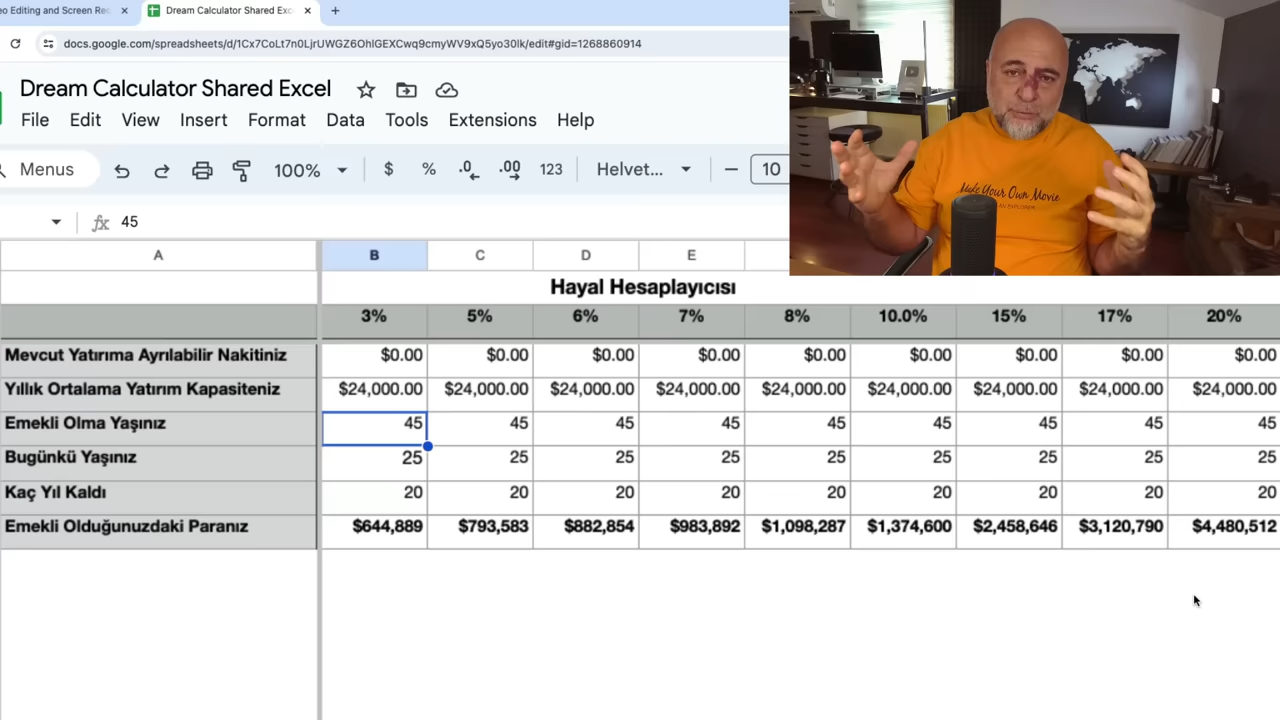 eo Editing and Screen Rec
Dream Calculator Shared Exc
docs.google.com/spreadsheets/d/1Cx7CoLt7n0LjrUWGZ6OhlGEXCwq9cmyWV9xQ5yo30lk/edit#gid=1268860914
Dream Calculator Shared Excel
File Edit View Insert Format Data Tools Extensions Help
Menus 100% $ % .0 .00 123 Helvet... 10
fx 45
A B C D E
Make Your Own Movie
Hayal Hesaplayıcısı
3% 5% 6% 7% 8% 10.0% 15% 17% 20%
Mevcut Yatırıma Ayrılabilir Nakitiniz $0.00 $0.00 $0.00 $0.00 $0.00 $0.00 $0.00 $0.00 $0.00
Yıllık Ortalama Yatırım Kapasiteniz $24,000.00 $24,000.00 $24,000.00 $24,000.00 $24,000.00 $24,000.00 $24,000.00 $24,000.00 $24,000.00
Emekli Olma Yaşınız 45 45 45 45 45 45 45 45 45
Bugünkü Yaşınız 25 25 25 25 25 25 25 25 25
Kaç Yıl Kaldı 20 20 20 20 20 20 20 20 20
Emekli Olduğunuzdaki Paranız $644,889 $793,583 $882,854 $983,892 $1,098,287 $1,374,600 $2,458,646 $3,120,790 $4,480,512